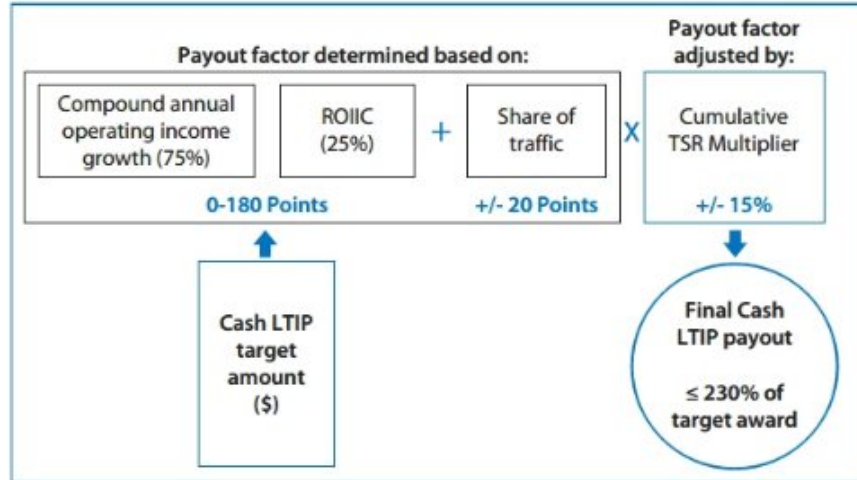 Payout factor determined based on:
Payout factor
adjusted by:
Compound annual
operating income
growth (75%)
ROIIC
(25%)
+
Share of
traffic
X
Cumulative
TSR Multiplier
0-180 Points
+/- 20 Points
+/- 15%
Cash LTIP
target
amount
($)
Final Cash
LTIP payout
≤ 230% of
target award